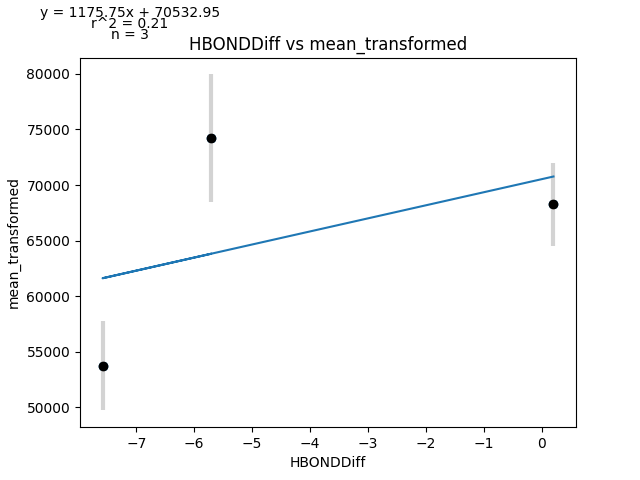 y = 1175.75x + 70532.95
r^2 = 0.21
n = 3
HBONDDiff vs mean_transformed
80000
75000
70000
65000
60000
55000
50000
mean_transformed
−7 −6 −5 −4 −3 −2 −1 0
HBONDDiff